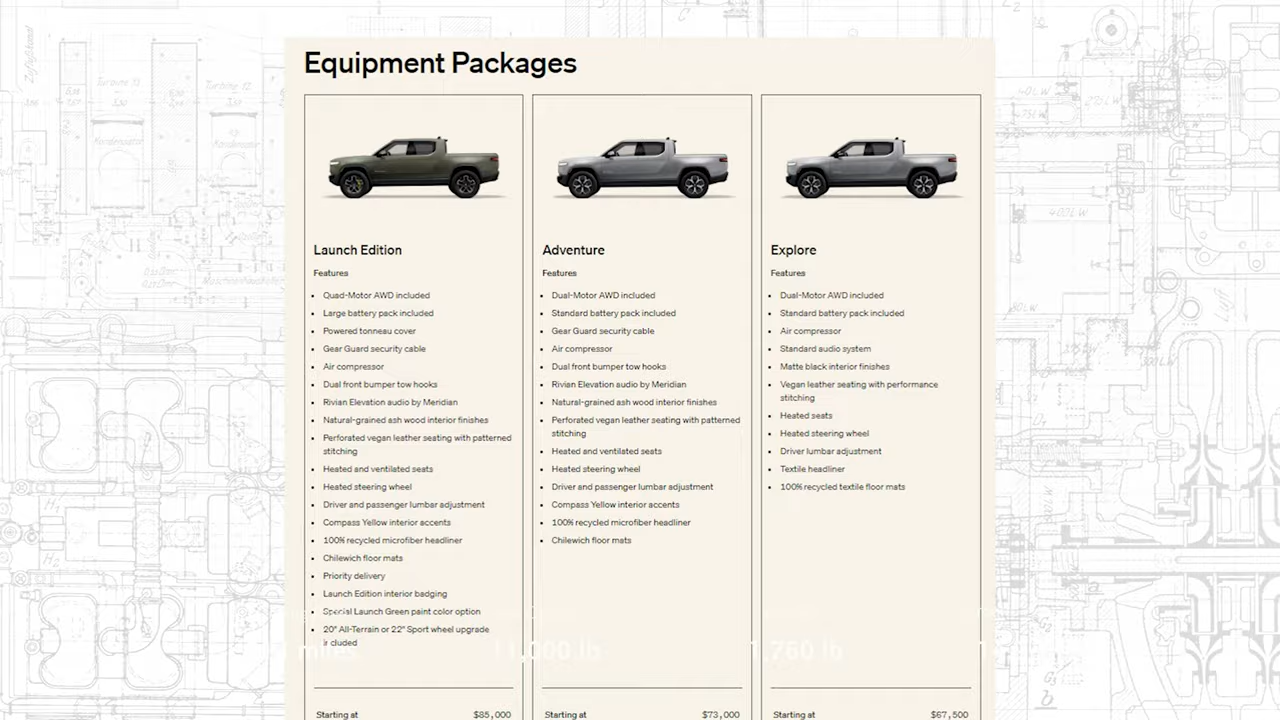 Equipment Packages
Launch Edition
Features
Quad-Motor AWD included
Large battery pack included
Powered tonneau cover
Gear Guard security cable
Air compressor
Dual front bumper tow hooks
Rivian Elevation audio by Meridian
Natural-grained ash wood interior finishes
Perforated vegan leather seating with patterned
stitching
Heated and ventilated seats
Heated steering wheel
Driver and passenger lumbar adjustment
Compass Yellow interior accents
100% recycled microfiber headliner
Chilewich floor mats
Priority delivery
Launch Edition interior badging
Special Launch Green paint color option
20" All-Terrain or 22" Sport wheel upgrade
included
Starting at $85,000
Adventure
Features
Dual-Motor AWD included
Standard battery pack included
Gear Guard security cable
Air compressor
Dual front bumper tow hooks
Rivian Elevation audio by Meridian
Natural-grained ash wood interior finishes
Perforated vegan leather seating with patterned
stitching
Heated and ventilated seats
Heated steering wheel
Driver and passenger lumbar adjustment
Compass Yellow interior accents
100% recycled microfiber headliner
Chilewich floor mats
Starting at $73,000
Explore
Features
Dual-Motor AWD included
Standard battery pack included
Air compressor
Standard audio system
Matte black interior finishes
Vegan leather seating with performance
stitching
Heated seats
Heated steering wheel
Driver lumbar adjustment
Textile headliner
100% recycled textile floor mats
Starting at $67,500
miles
11,000 lb
1,760 lb